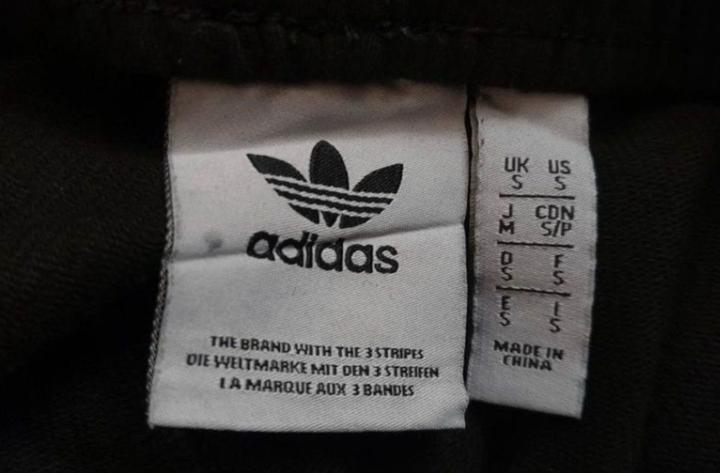 adidas
THE BRAND WITH THE 3 STRIPES
DIE WELTMARKE MIT DEN 3 STREIFEN
LA MARQUE AUX 3 BANDES
UK US
S S
J CDN
M S/P
D F
S S
E I
S S
MADE IN
CHINA